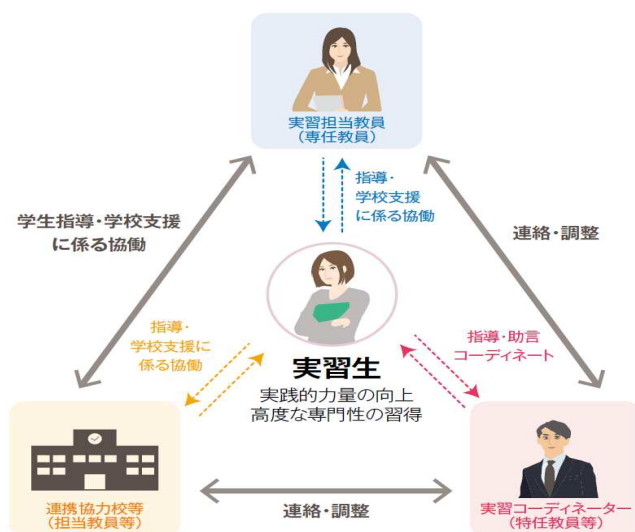 実習担当教員
（専任教員）
指導・
学校支援
に係る協働
学生指導・学校支援
に係る協働
連絡・調整
指導・
学校支援に
係る協働
指導・助言
コーディネート
実習生
実践的力量の向上
高度な専門性の習得
連携協力校等
（担当教員等）
連絡・調整
実習コーディネーター
（特任教員等）